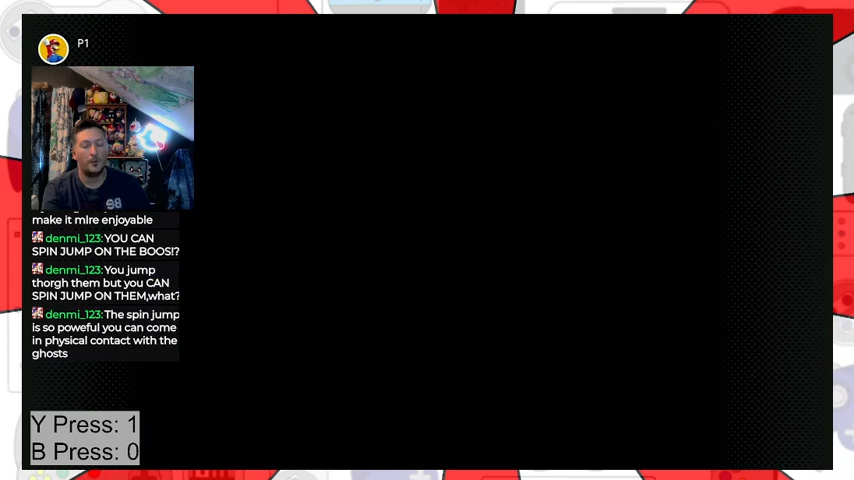 P1
make it mlre enjoyable
denmi_123: YOU CAN
SPIN JUMP ON THE BOOS!?
denmi_123: You jump
thorgh them but you CAN
SPIN JUMP ON THEM,what?
denmi_123: The spin jump
is so poweful you can come
in physical contact with the
ghosts
Y Press: 1
B Press: 0